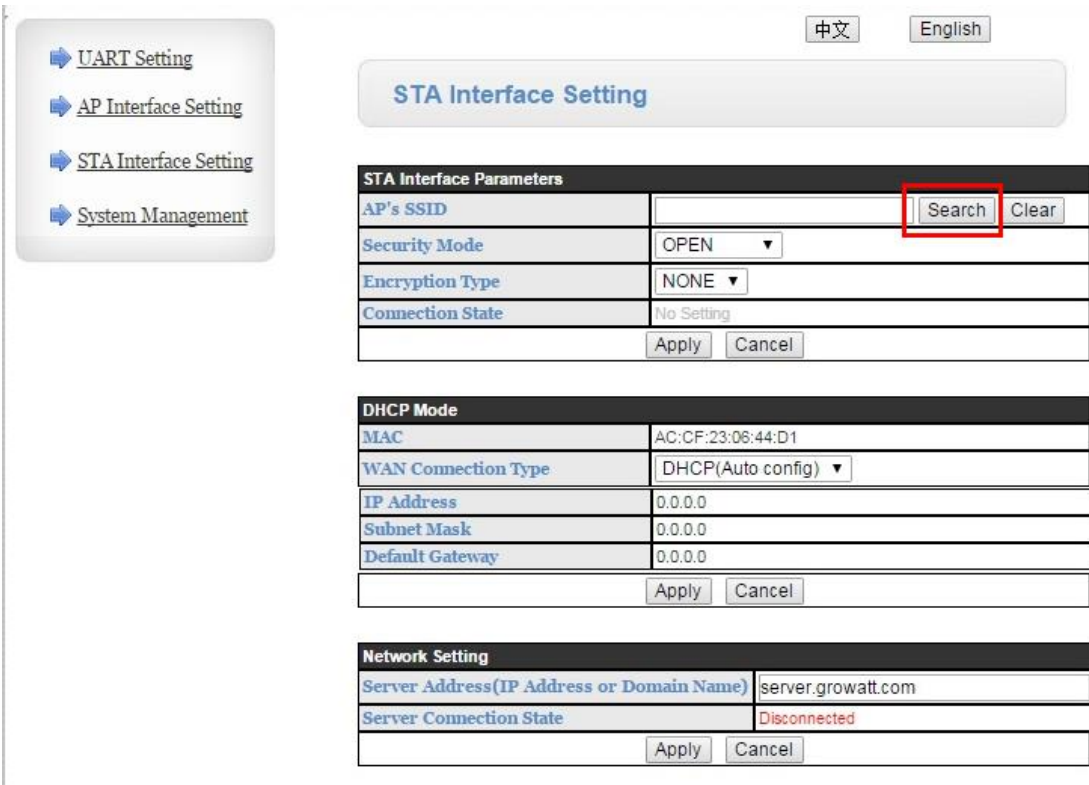 中文 English
UART Setting
AP Interface Setting
STA Interface Setting
System Management
STA Interface Setting
STA Interface Parameters
AP's SSID Search Clear
Security Mode OPEN
Encryption Type NONE
Connection State No Setting
Apply Cancel
DHCP Mode
MAC AC:CF:23:06:44:D1
WAN Connection Type DHCP(Auto config)
IP Address 0.0.0.0
Subnet Mask 0.0.0.0
Default Gateway 0.0.0.0
Apply Cancel
Network Setting
Server Address(IP Address or Domain Name) server.growatt.com
Server Connection State Disconnected
Apply Cancel